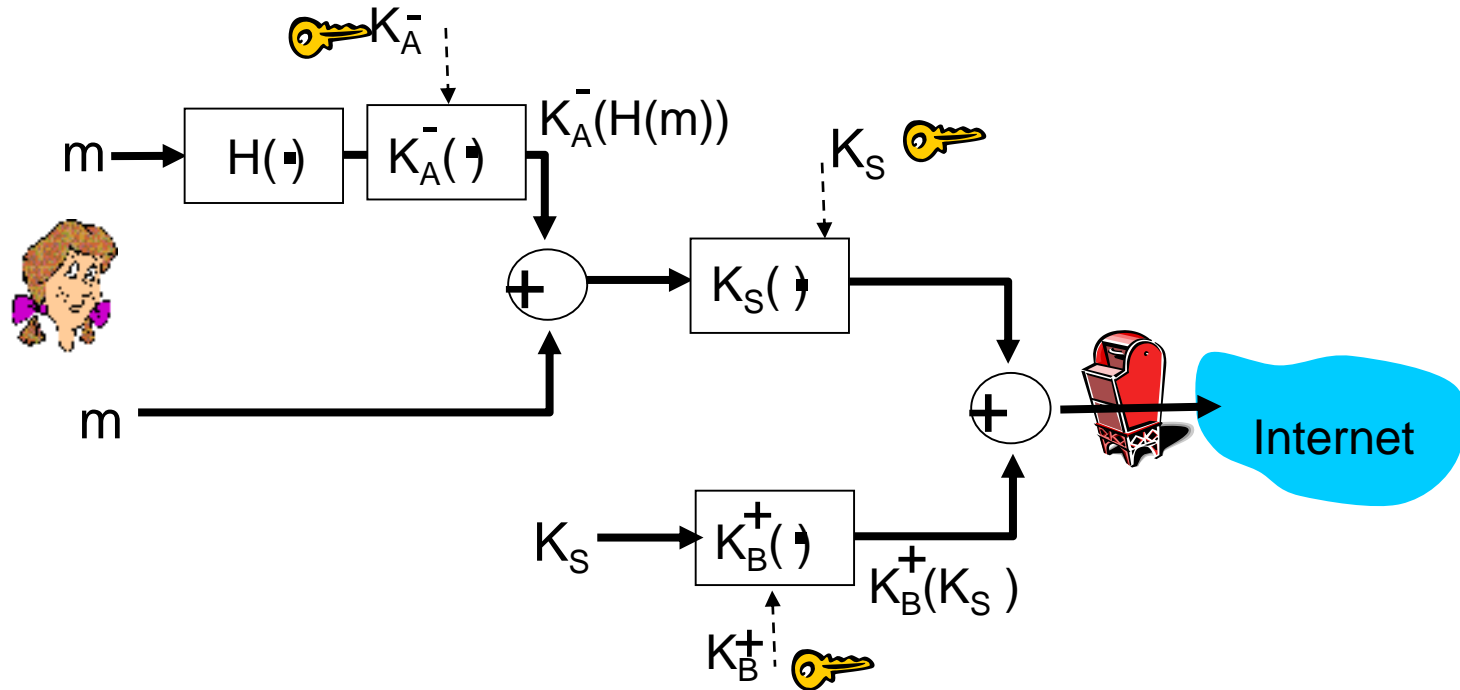 K_A^-
m
H(▪)
K_A^-(▪)
K_A^-(H(m))
K_S
+
K_S(▪)
m
+
Internet
K_S
K_B^+(▪)
K_B^+(K_S )
K_B^+